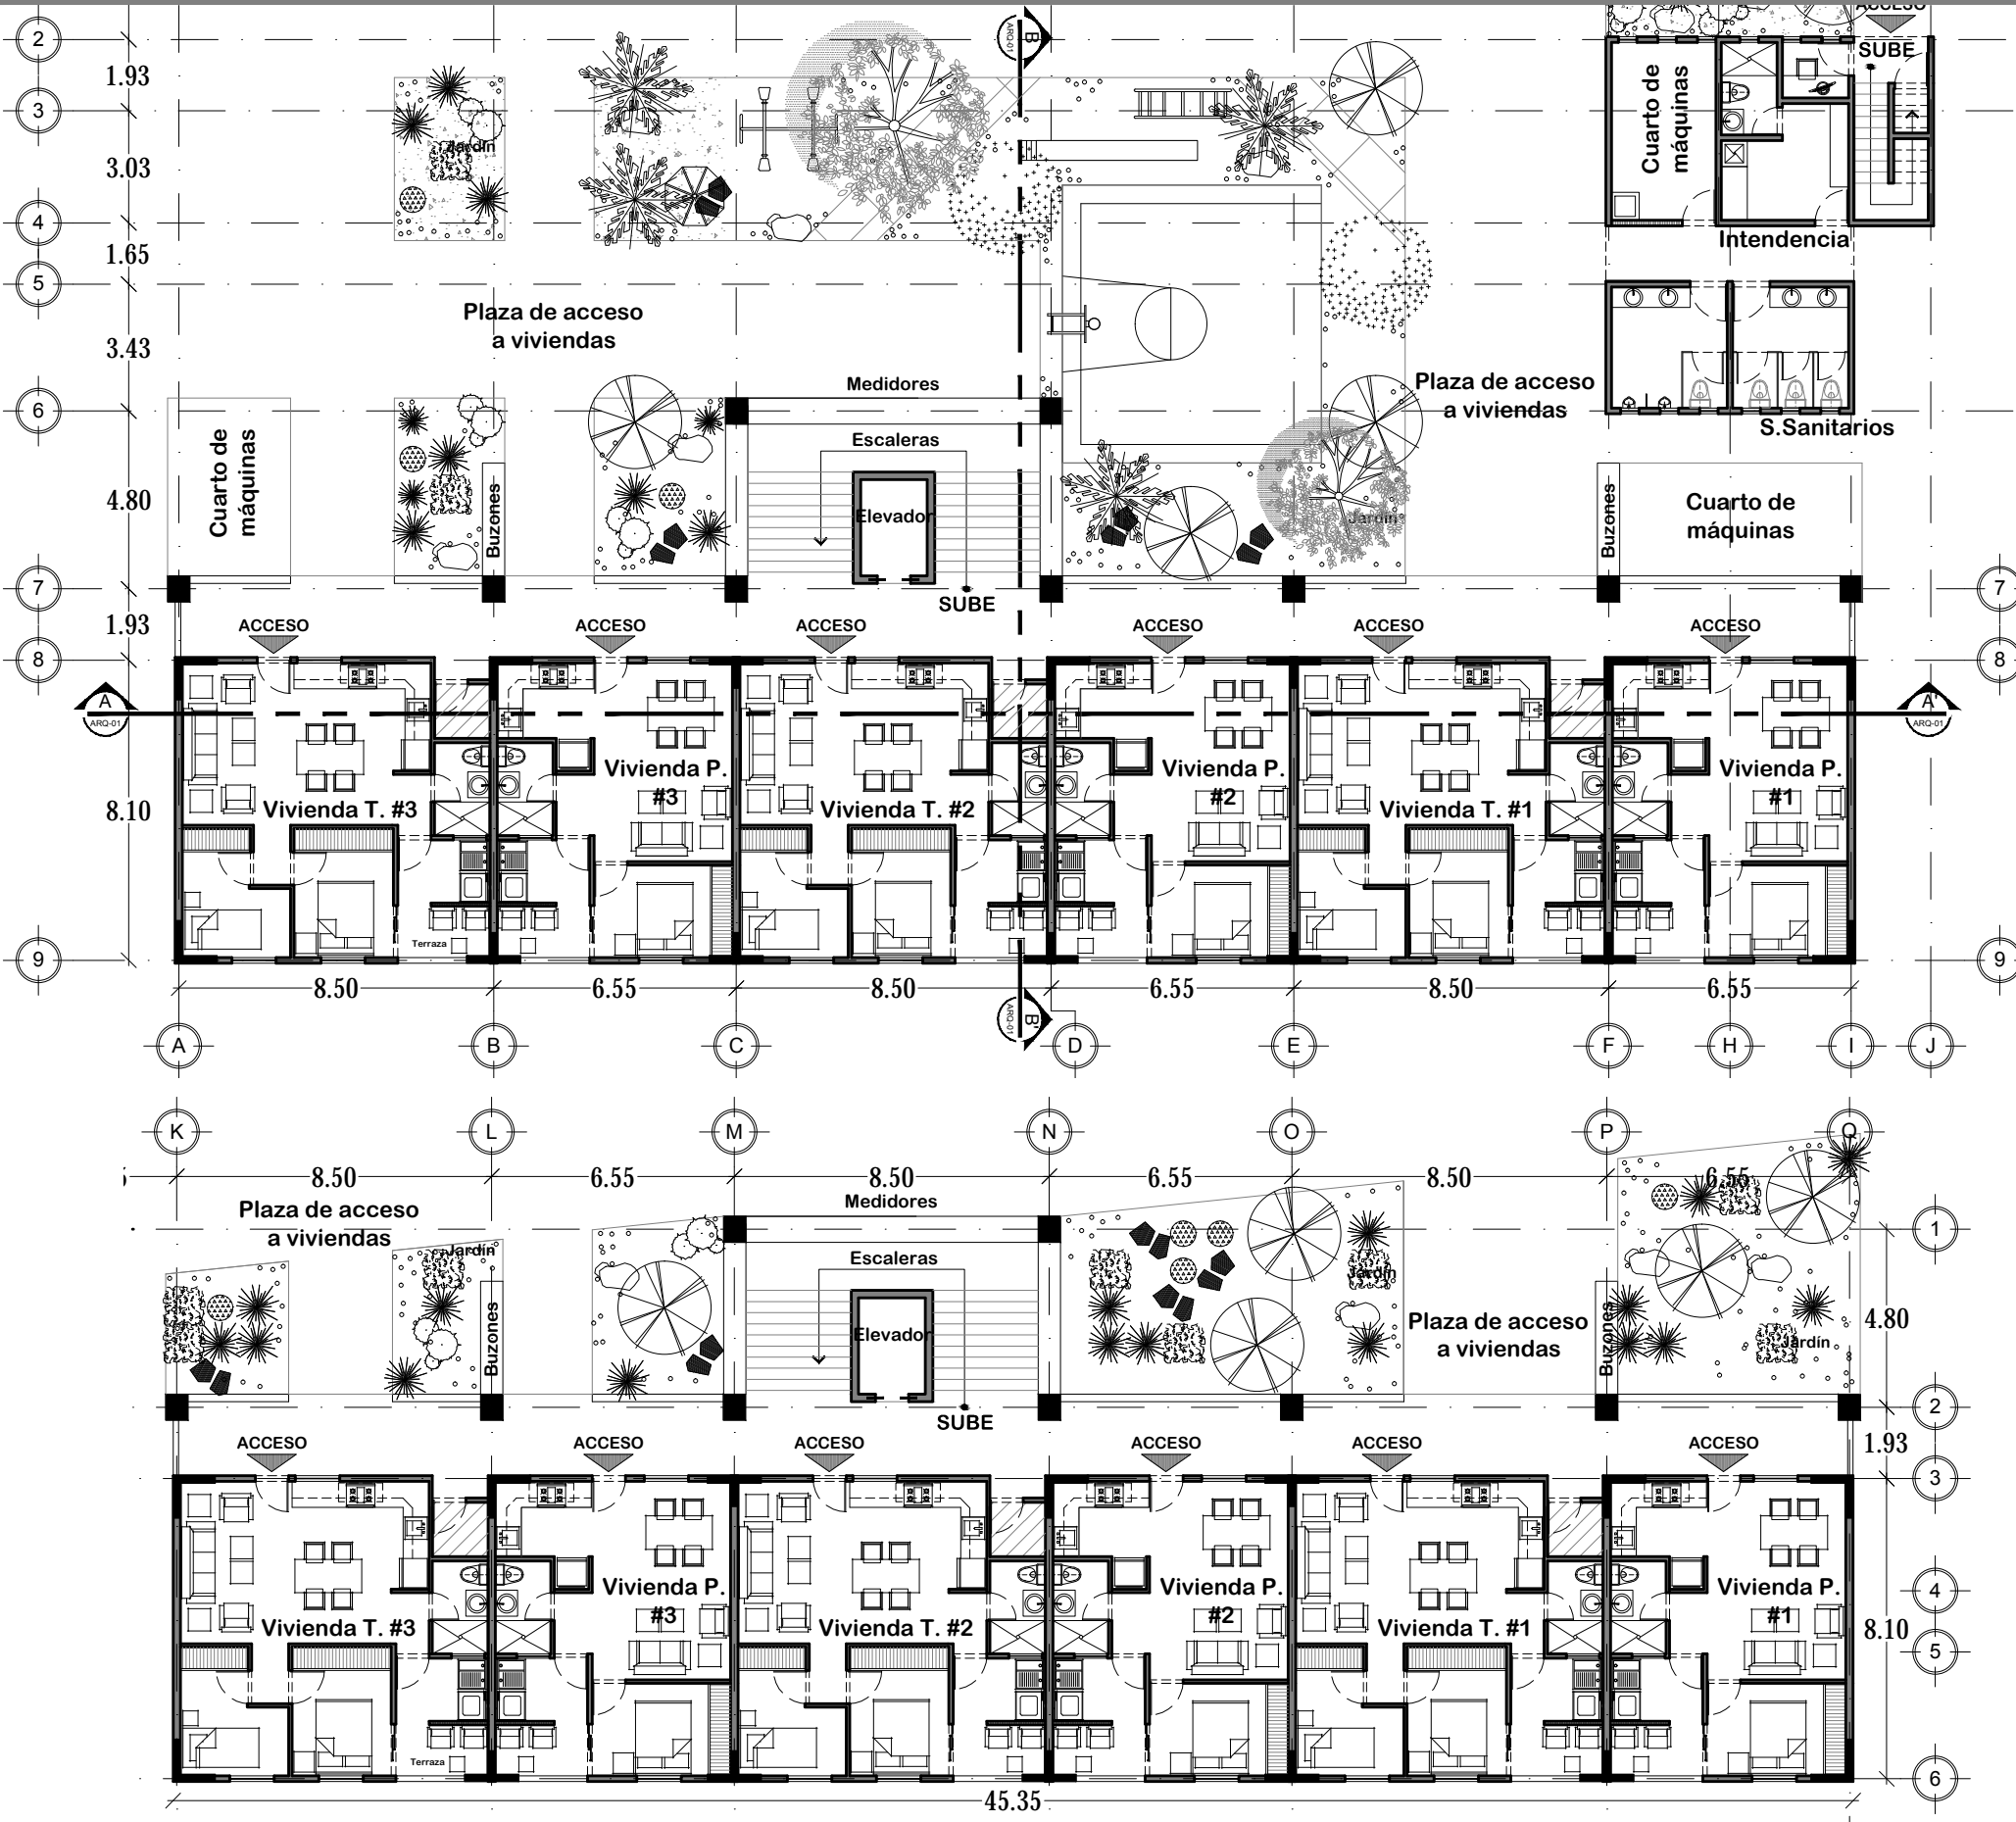 ACCESO
2
B
ARQ-01
SUBE
1.93
Cuarto de
máquinas
3
Jardín
3.03
4
Intendencia
1.65
5
Plaza de acceso
a viviendas
3.43
Medidores
Plaza de acceso
a viviendas
6
S.Sanitarios
Escaleras
Cuarto de
máquinas
Buzones
Elevador
Jardín
Buzones
Cuarto de
máquinas
4.80
7
SUBE
7
1.93
ACCESO
ACCESO
ACCESO
ACCESO
ACCESO
ACCESO
8
8
A
ARQ-01
A'
ARQ-01
8.10
Vivienda T. #3
Vivienda P.
#3
Vivienda T. #2
Vivienda P.
#2
Vivienda T. #1
Vivienda P.
#1
Terraza
9
9
8.50
6.55
8.50
6.55
8.50
6.55
B'
ARQ-01
A
B
C
D
E
F
H
I
J
K
L
M
N
O
P
Q
8.50
6.55
8.50
6.55
8.50
6.55
Plaza de acceso
a viviendas
Medidores
1
Jardín
Escaleras
Jardín
Buzones
Elevador
Plaza de acceso
a viviendas
Buzones
Jardín
4.80
2
SUBE
1.93
ACCESO
ACCESO
ACCESO
ACCESO
ACCESO
ACCESO
3
Vivienda T. #3
Vivienda P.
#3
Vivienda T. #2
Vivienda P.
#2
Vivienda T. #1
Vivienda P.
#1
4
8.10
5
Terraza
6
45.35